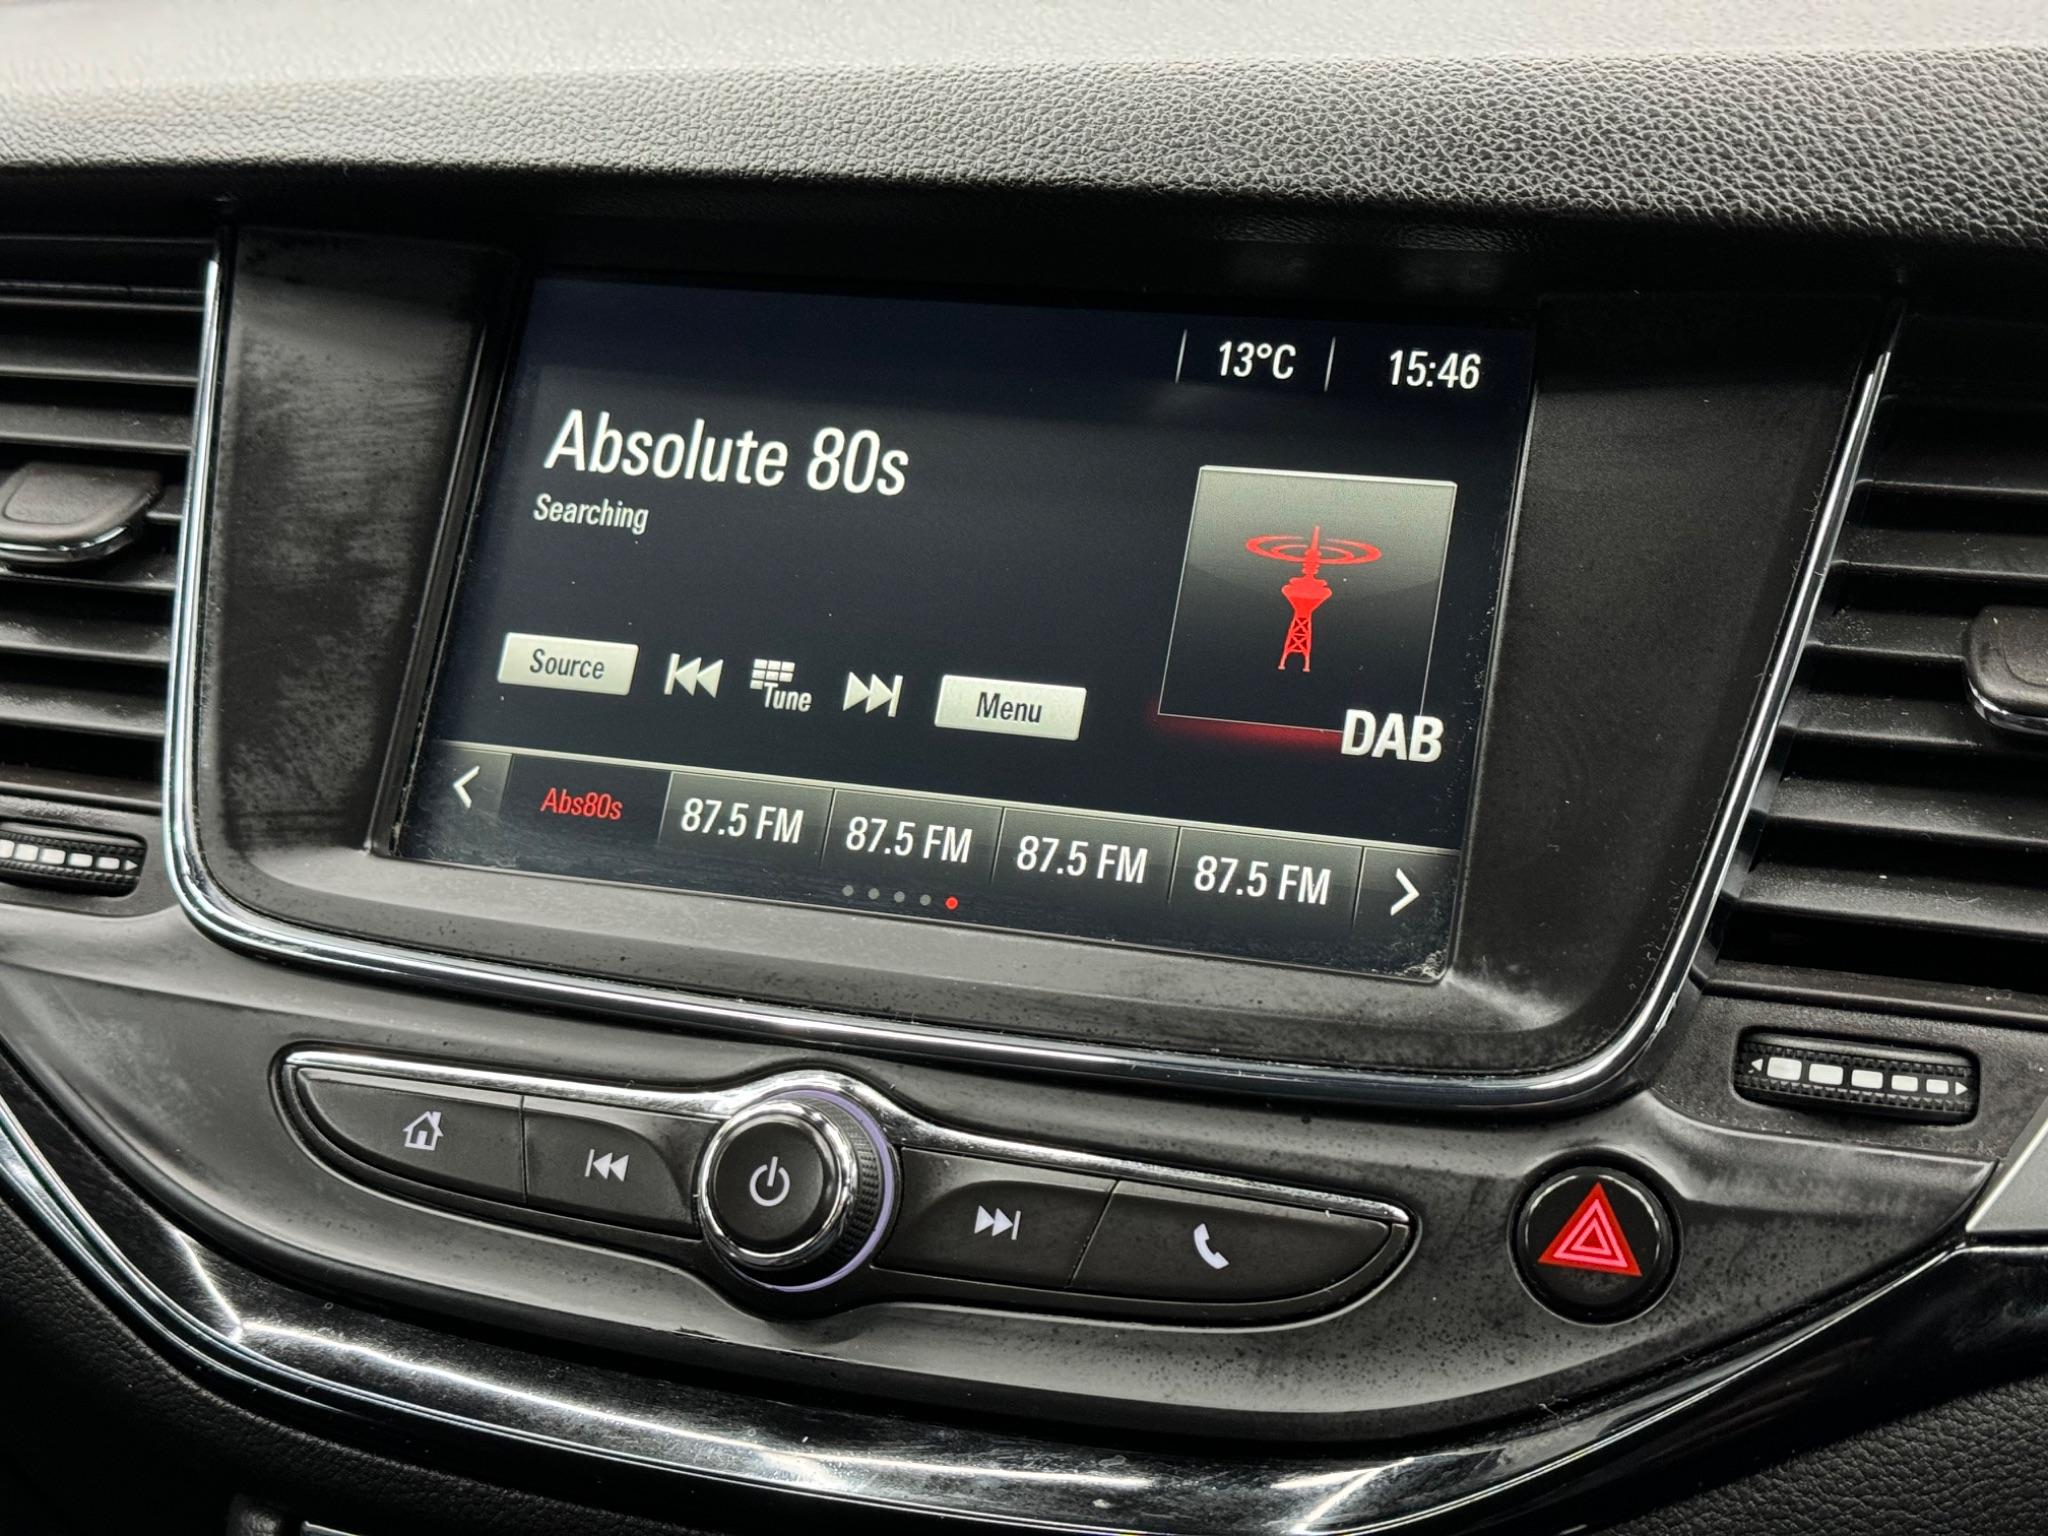 13°C 15:46
Absolute 80s
Searching
Source Tune Menu
DAB
Abs80s 87.5 FM 87.5 FM 87.5 FM 87.5 FM